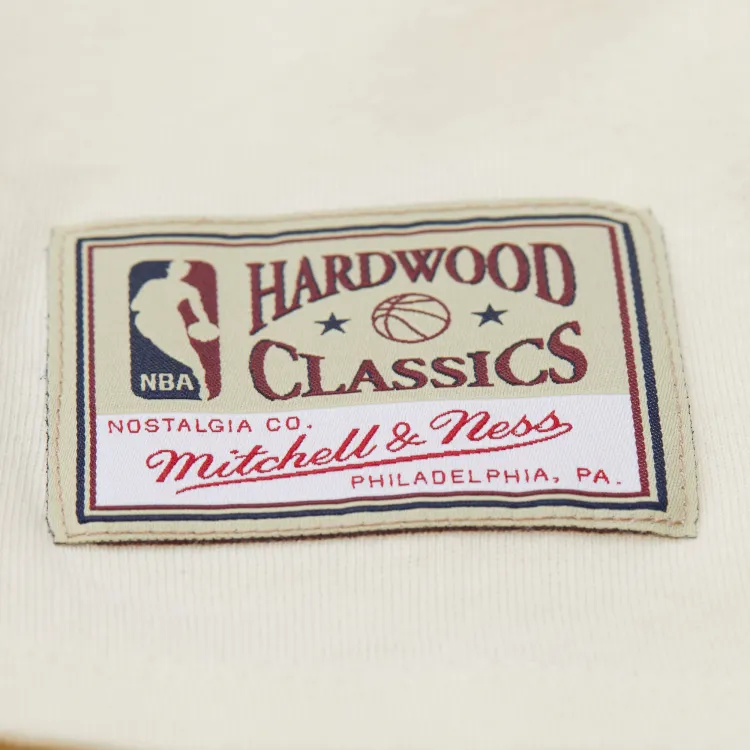 NBA
HARDWOOD
CLASSICS
NOSTALGIA CO.
Mitchell & Ness
PHILADELPHIA, PA.